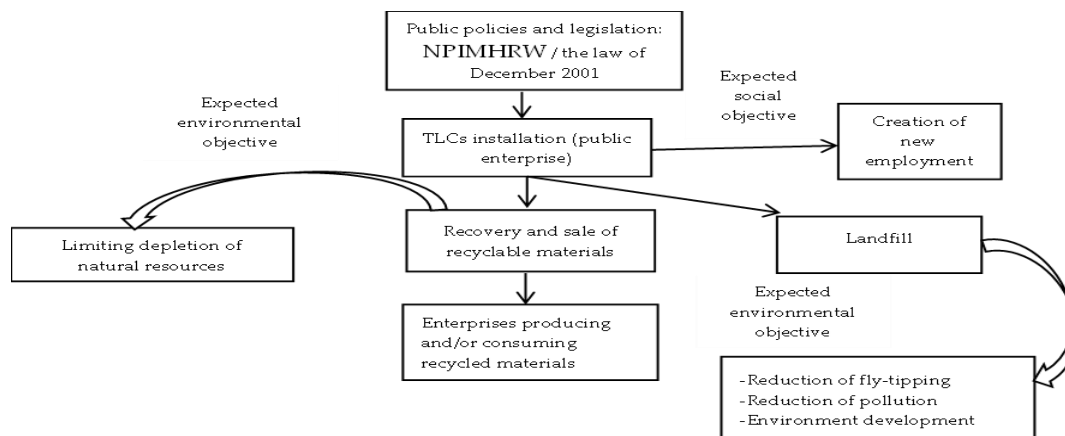 Public policies and legislation:
NPIMHRW / the law of
December 2001
Expected
social
objective
Expected
environmental
objective
TLCs installation (public
enterprise)
Creation of
new
employment
Limiting depletion of
natural resources
Recovery and sale of
recyclable materials
Landfill
Expected
environmental
objective
Enterprises producing
and/or consuming
recycled materials
-Reduction of fly-tipping
-Reduction of pollution
-Environment development